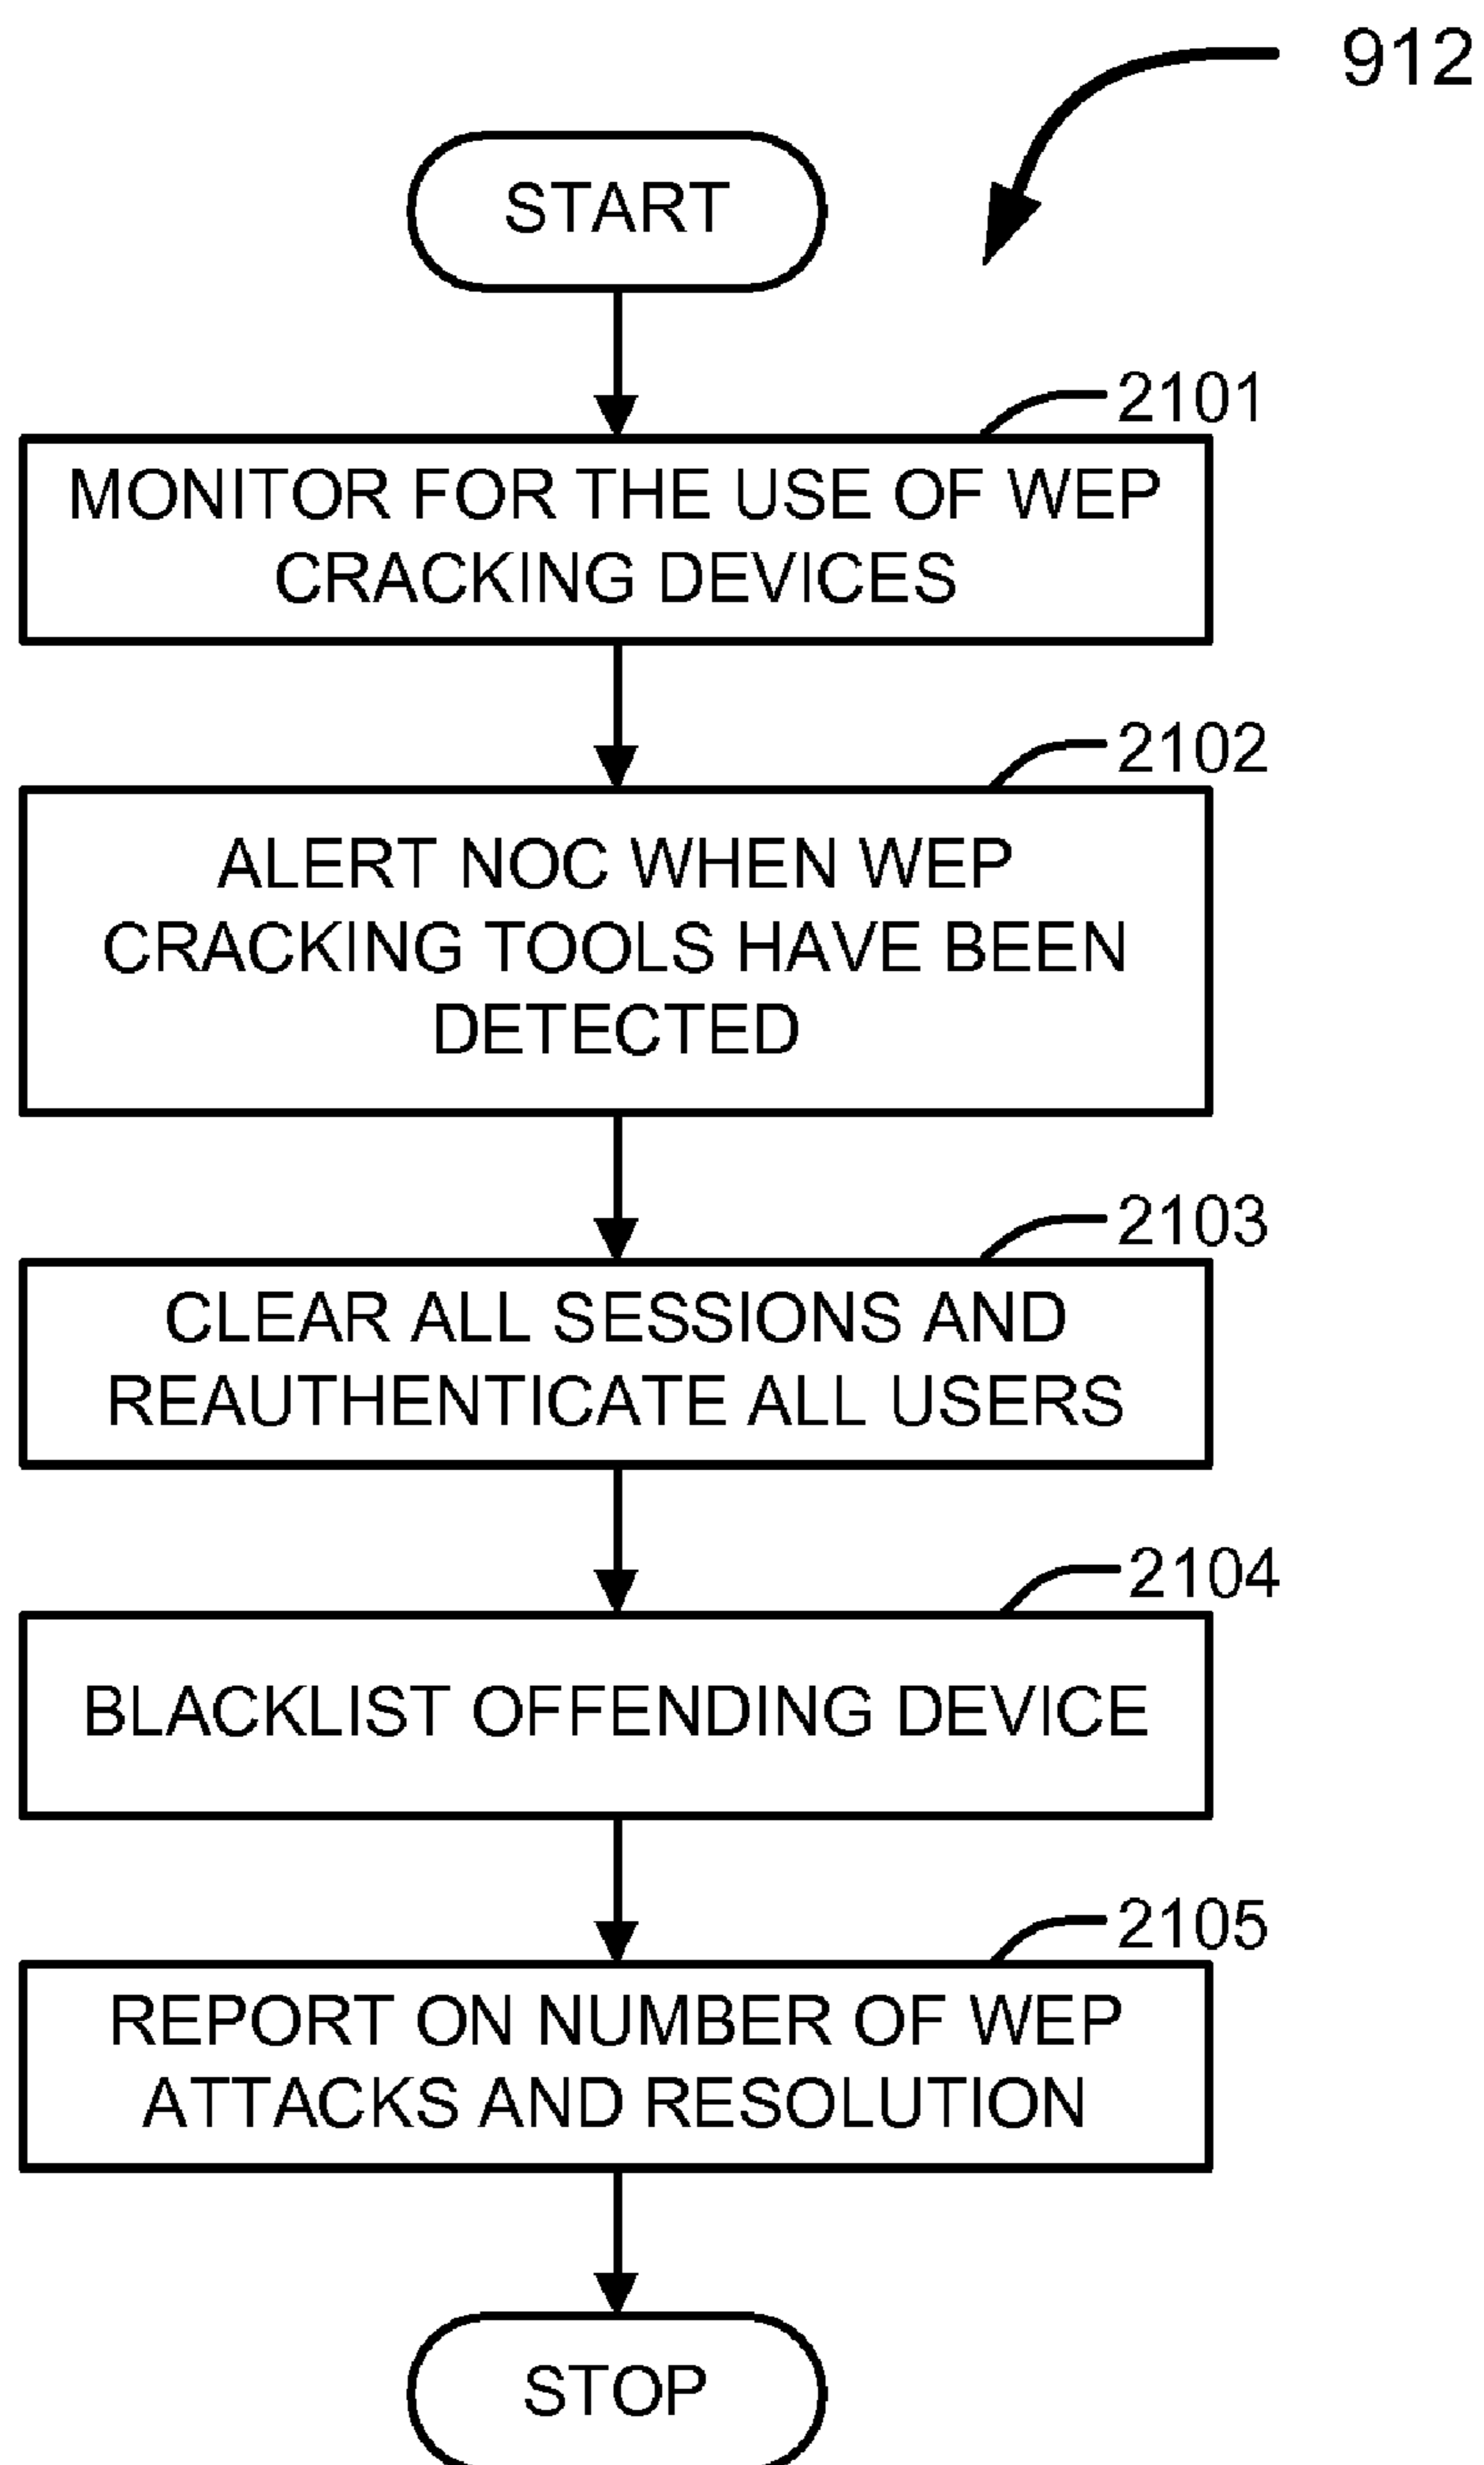 912
START
2101
MONITOR FOR THE USE OF WEP
CRACKING DEVICES
2102
ALERT NOC WHEN WEP
CRACKING TOOLS HAVE BEEN
DETECTED
2103
CLEAR ALL SESSIONS AND
REAUTHENTICATE ALL USERS
2104
BLACKLIST OFFENDING DEVICE
2105
REPORT ON NUMBER OF WEP
ATTACKS AND RESOLUTION
STOP